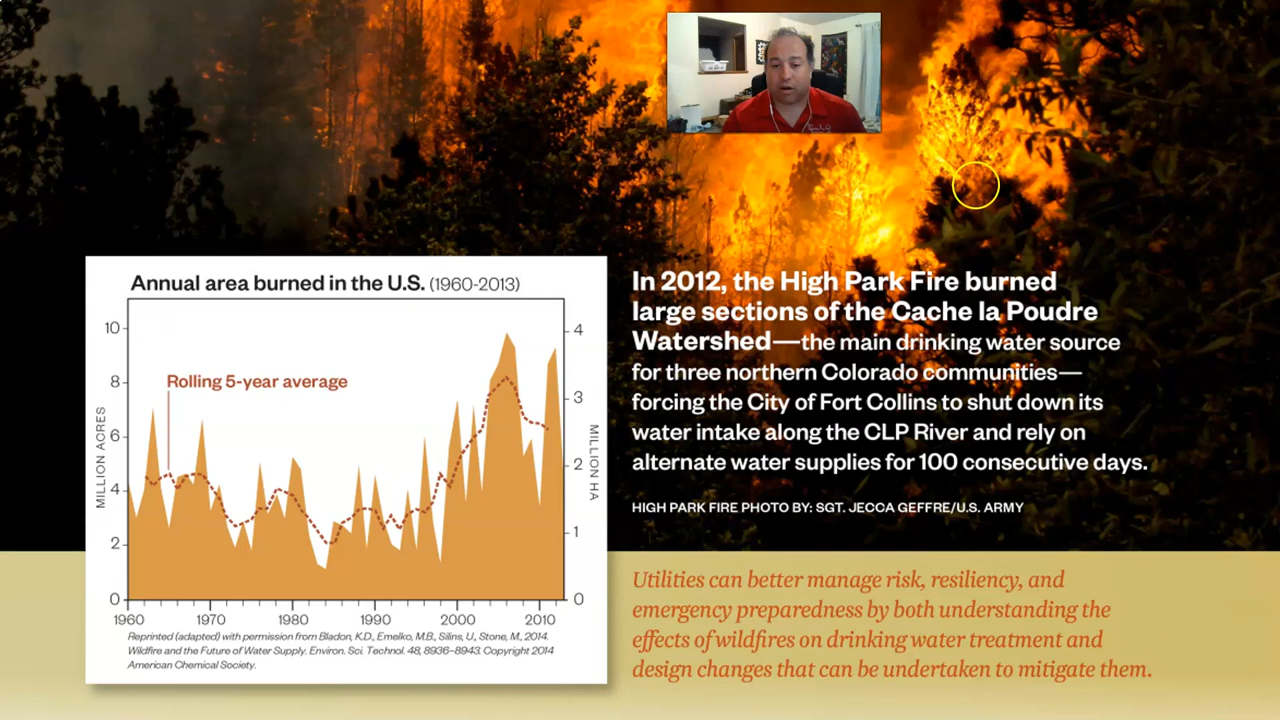 Annual area burned in the U.S. (1960-2013)
10
8
6
4
2
0
MILLION ACRES
Rolling 5-year average
4
3
2
1
0
MILLION HA
1960 1970 1980 1990 2000 2010
Reprinted (adapted) with permission from Bladon, K.D., Emelko, M.B., Silins, U., Stone, M., 2014.
Wildfire and the Future of Water Supply. Environ. Sci. Technol. 48, 8936–8943. Copyright 2014
American Chemical Society.
In 2012, the High Park Fire burned
large sections of the Cache la Poudre
Watershed—the main drinking water source
for three northern Colorado communities—
forcing the City of Fort Collins to shut down its
water intake along the CLP River and rely on
alternate water supplies for 100 consecutive days.
HIGH PARK FIRE PHOTO BY: SGT. JECCA GEFFRE/U.S. ARMY
Utilities can better manage risk, resiliency, and
emergency preparedness by both understanding the
effects of wildfires on drinking water treatment and
design changes that can be undertaken to mitigate them.